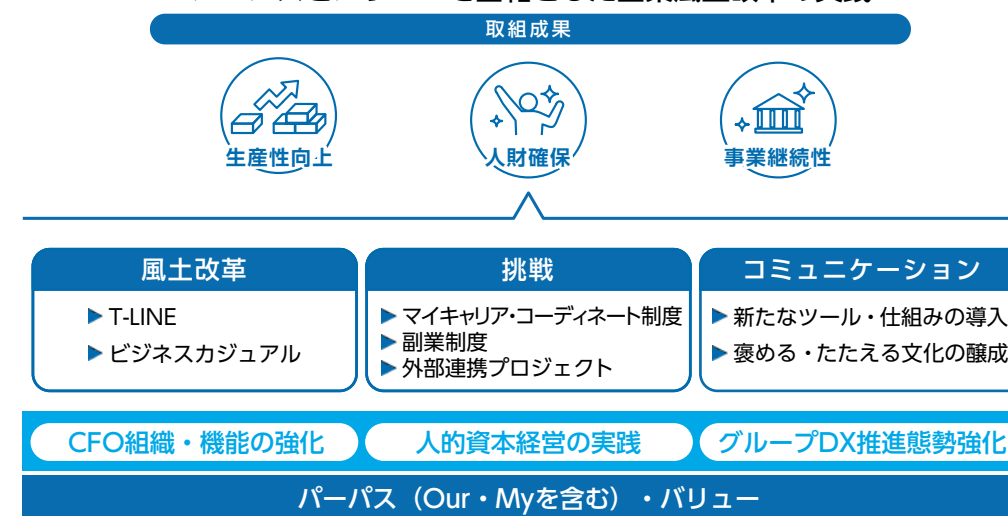 取組成果
生産性向上
人財確保
事業継続性
風土改革
T-LINE
ビジネスカジュアル
挑戦
マイキャリア・コーディネート制度
副業制度
外部連携プロジェクト
コミュニケーション
新たなツール・仕組みの導入
褒める・たたえる文化の醸成
CFO組織・機能の強化
人的資本経営の実践
グループDX推進態勢強化
パーパス（Our・Myを含む）・バリュー